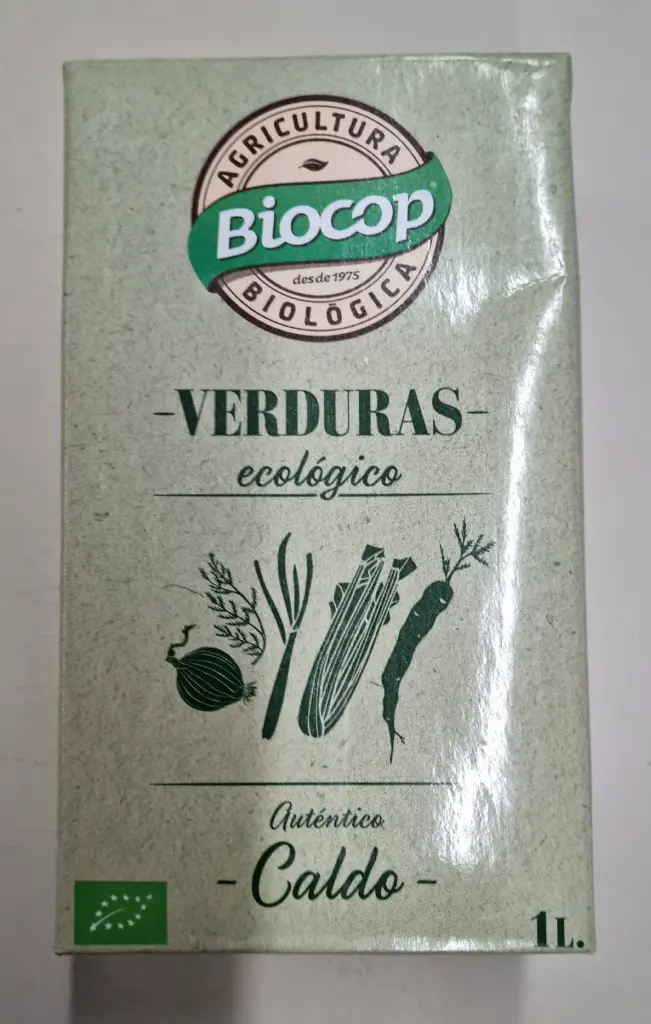 AGRICULTURA
Biocop
desde 1975
BIOLÓGICA
-VERDURAS-
ecológico
Auténtico
- Caldo -
1L.